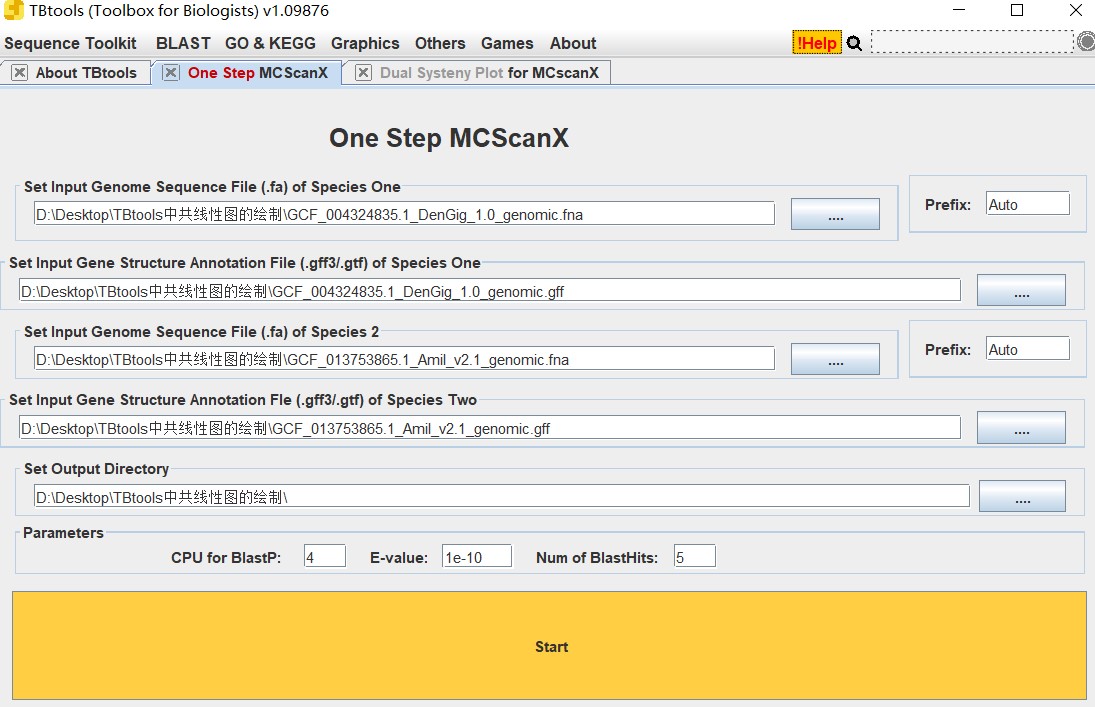 TBtools (Toolbox for Biologists) v1.09876
Sequence Toolkit BLAST GO & KEGG Graphics Others Games About !Help
About TBtools One Step MCScanX Dual Systeny Plot for MCscanX
One Step MCScanX
Set Input Genome Sequence File (.fa) of Species One
D:\Desktop\TBtools中共线性图的绘制\GCF_004324835.1_DenGig_1.0_genomic.fna .... Prefix: Auto
Set Input Gene Structure Annotation File (.gff3/.gtf) of Species One
D:\Desktop\TBtools中共线性图的绘制\GCF_004324835.1_DenGig_1.0_genomic.gff ....
Set Input Genome Sequence File (.fa) of Species 2
D:\Desktop\TBtools中共线性图的绘制\GCF_013753865.1_Amil_v2.1_genomic.fna .... Prefix: Auto
Set Input Gene Structure Annotation Fle (.gff3/.gtf) of Species Two
D:\Desktop\TBtools中共线性图的绘制\GCF_013753865.1_Amil_v2.1_genomic.gff ....
Set Output Directory
D:\Desktop\TBtools中共线性图的绘制\ ....
Parameters
CPU for BlastP: 4 E-value: 1e-10 Num of BlastHits: 5
Start